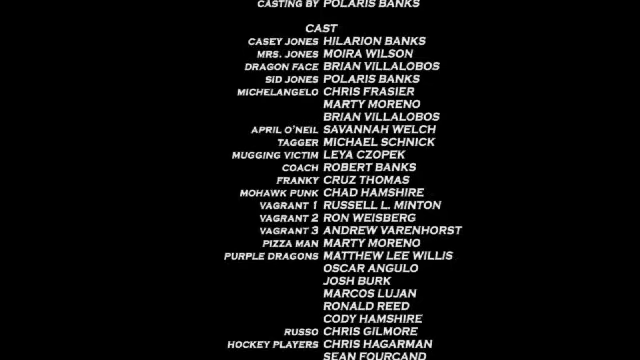 CASTING BY POLARIS BANKS
CAST
CASEY JONES HILARION BANKS
MRS. JONES MOIRA WILSON
DRAGON FACE BRIAN VILLALOBOS
SID JONES POLARIS BANKS
MICHELANGELO CHRIS FRASIER
MARTY MORENO
BRIAN VILLALOBOS
APRIL O'NEIL SAVANNAH WELCH
TAGGER MICHAEL SCHNICK
MUGGING VICTIM LEYA CZOPEK
COACH ROBERT BANKS
FRANKY CRUZ THOMAS
MOHAWK PUNK CHAD HAMSHIRE
VAGRANT 1 RUSSELL L. MINTON
VAGRANT 2 RON WEISBERG
VAGRANT 3 ANDREW VARENHORST
PIZZA MAN MARTY MORENO
PURPLE DRAGONS MATTHEW LEE WILLIS
OSCAR ANGULO
JOSH BURK
MARCOS LUJAN
RONALD REED
CODY HAMSHIRE
RUSSO CHRIS GILMORE
HOCKEY PLAYERS CHRIS HAGARMAN
SEAN FOURCAND